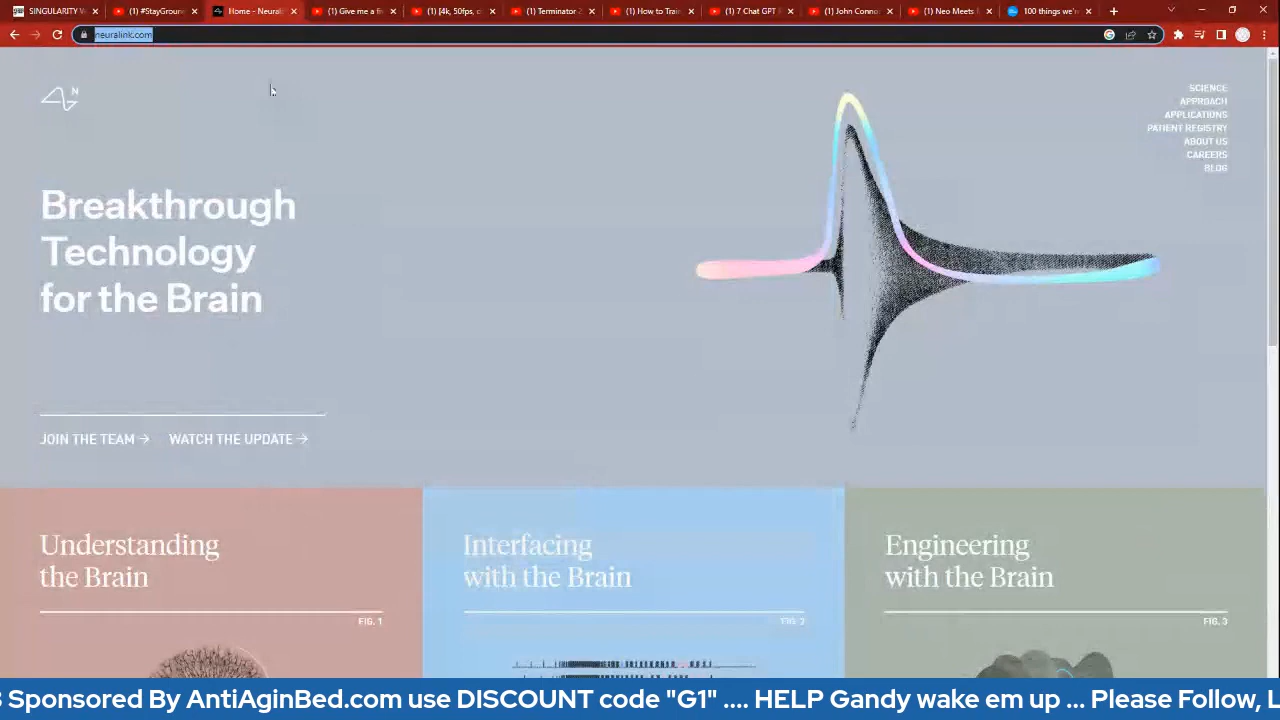 SINGULARITY W
(1) #StayGroun
Home - Neuralin
(1) Give me a fi
(1) [4k, 50fps, c
(1) Terminator 2
(1) How to Train
(1) 7 Chat GPT I
(1) John Conno
(1) Neo Meets M
100 things we'r
neuralink.com
N
SCIENCE
APPROACH
APPLICATIONS
PATIENT REGISTRY
ABOUT US
CAREERS
BLOG
Breakthrough
Technology
for the Brain
JOIN THE TEAM → WATCH THE UPDATE →
Understanding
the Brain
FIG. 1
Interfacing
with the Brain
FIG. 2
Engineering
with the Brain
FIG. 3
Sponsored By AntiAginBed.com use DISCOUNT code "G1" .... HELP Gandy wake em up ... Please Follow, L